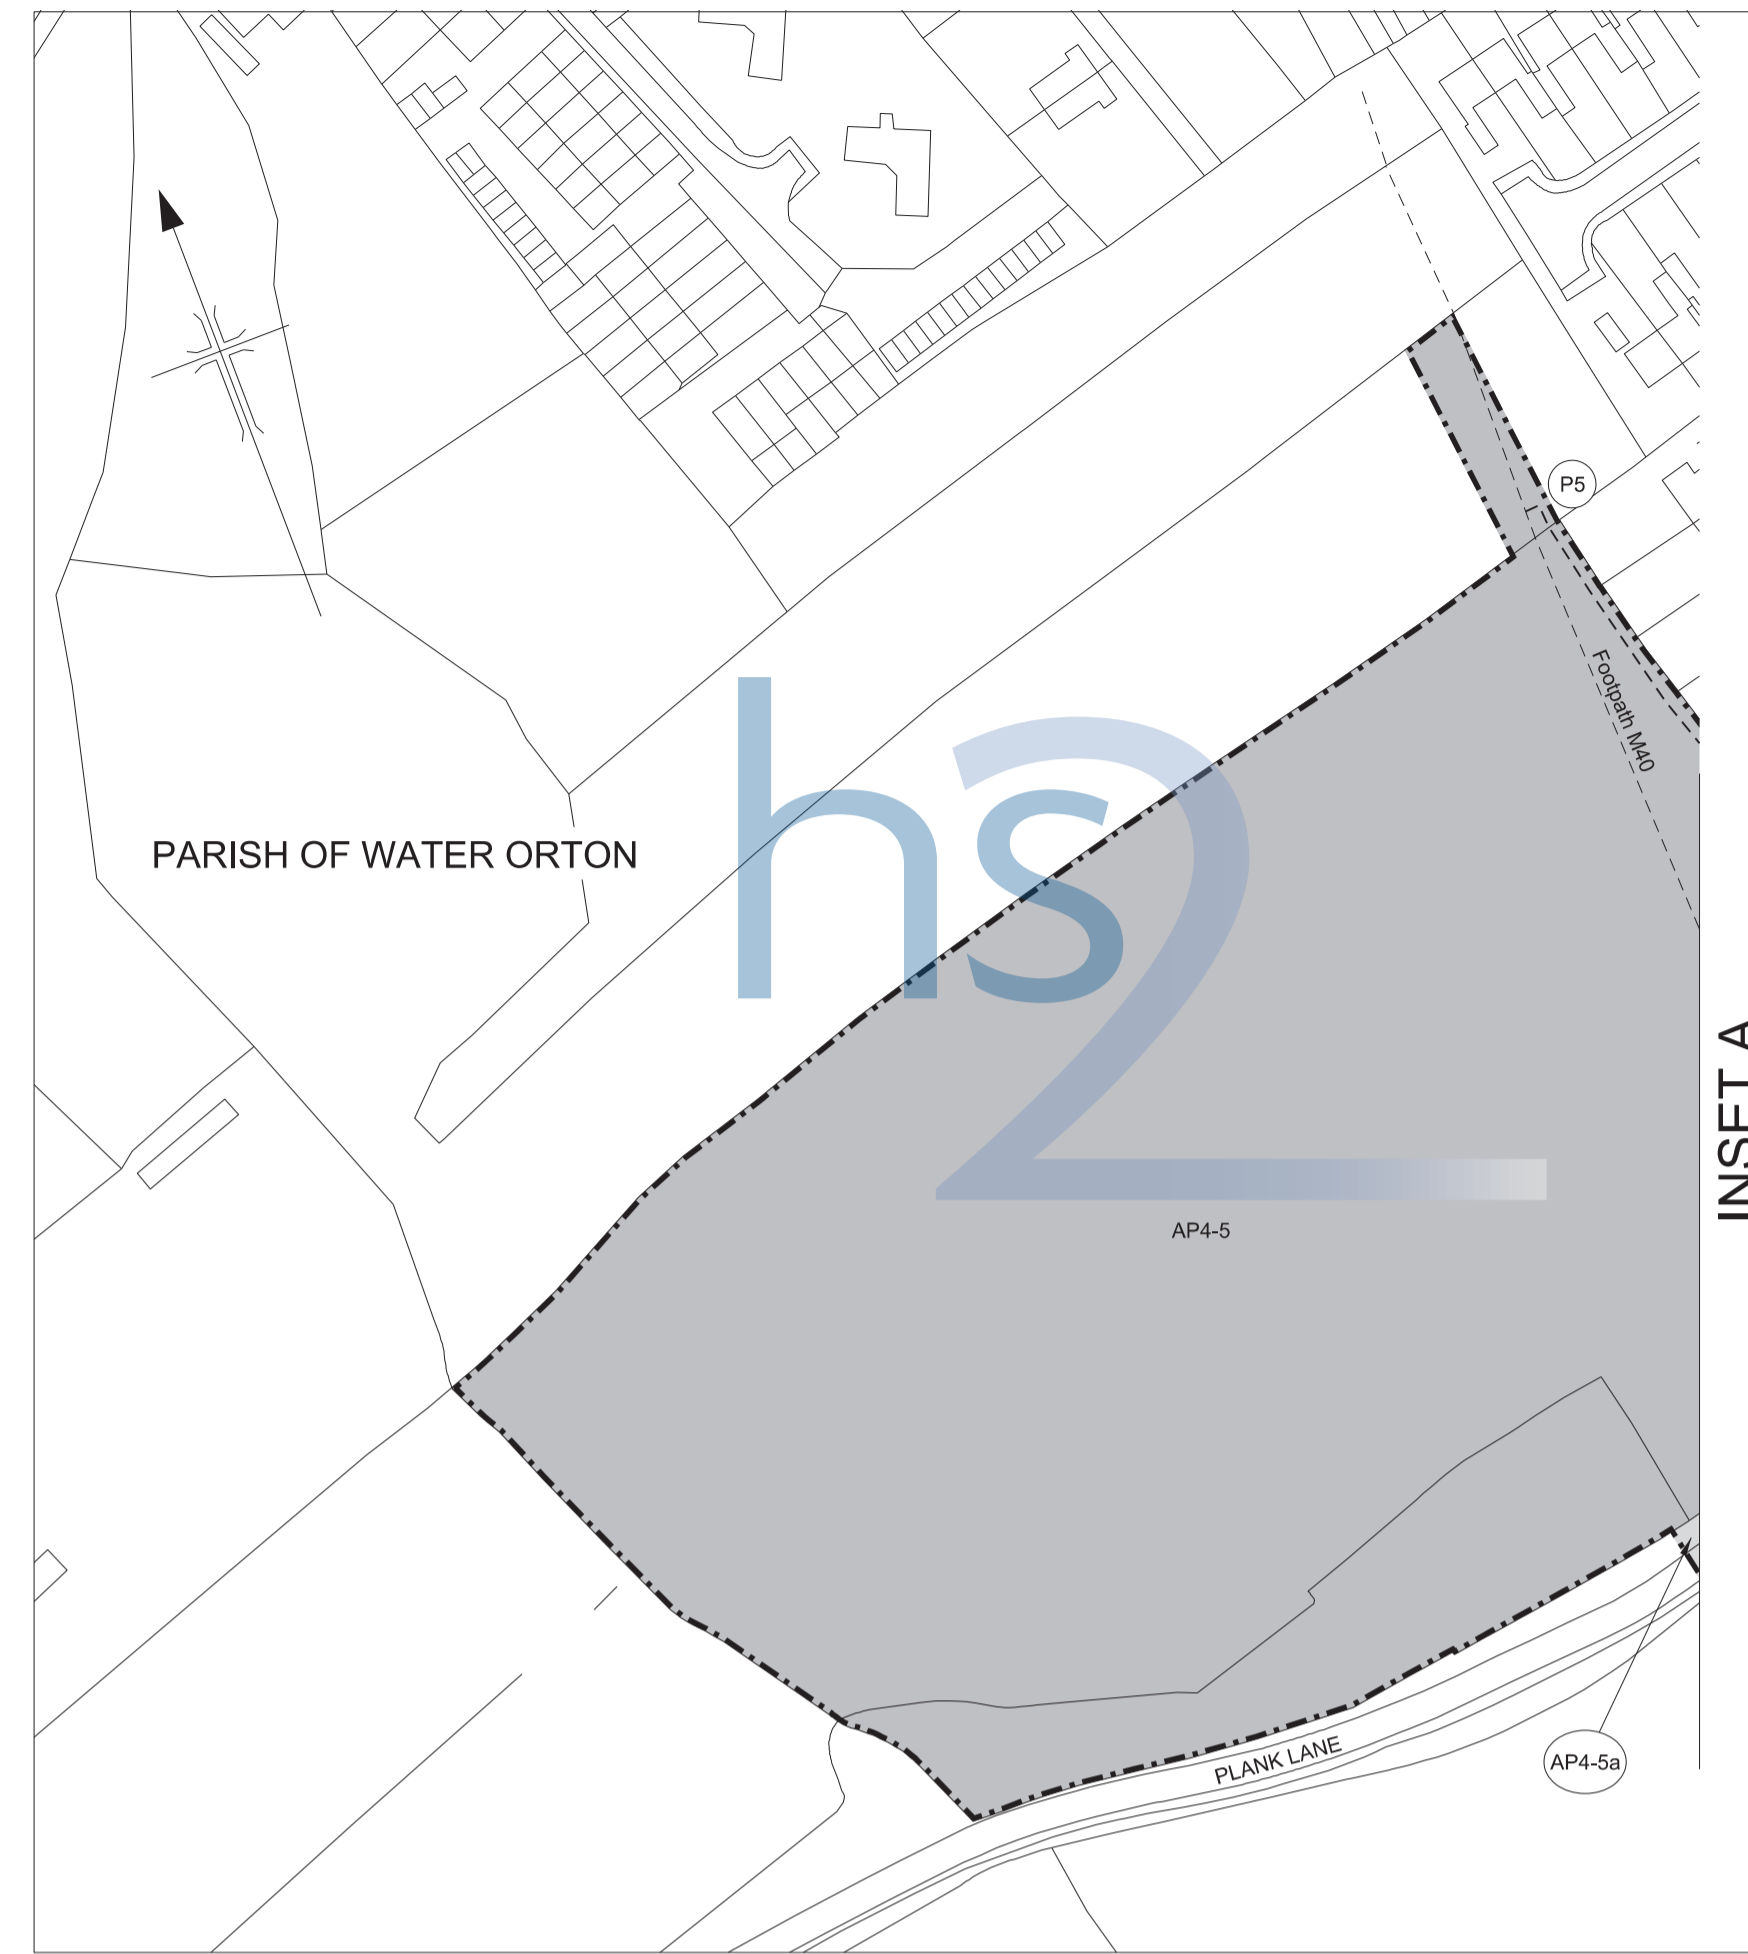 P5
Footpath M40
PARISH OF WATER ORTON
hs2
INSET A
AP4-5
PLANK LANE
AP4-5a